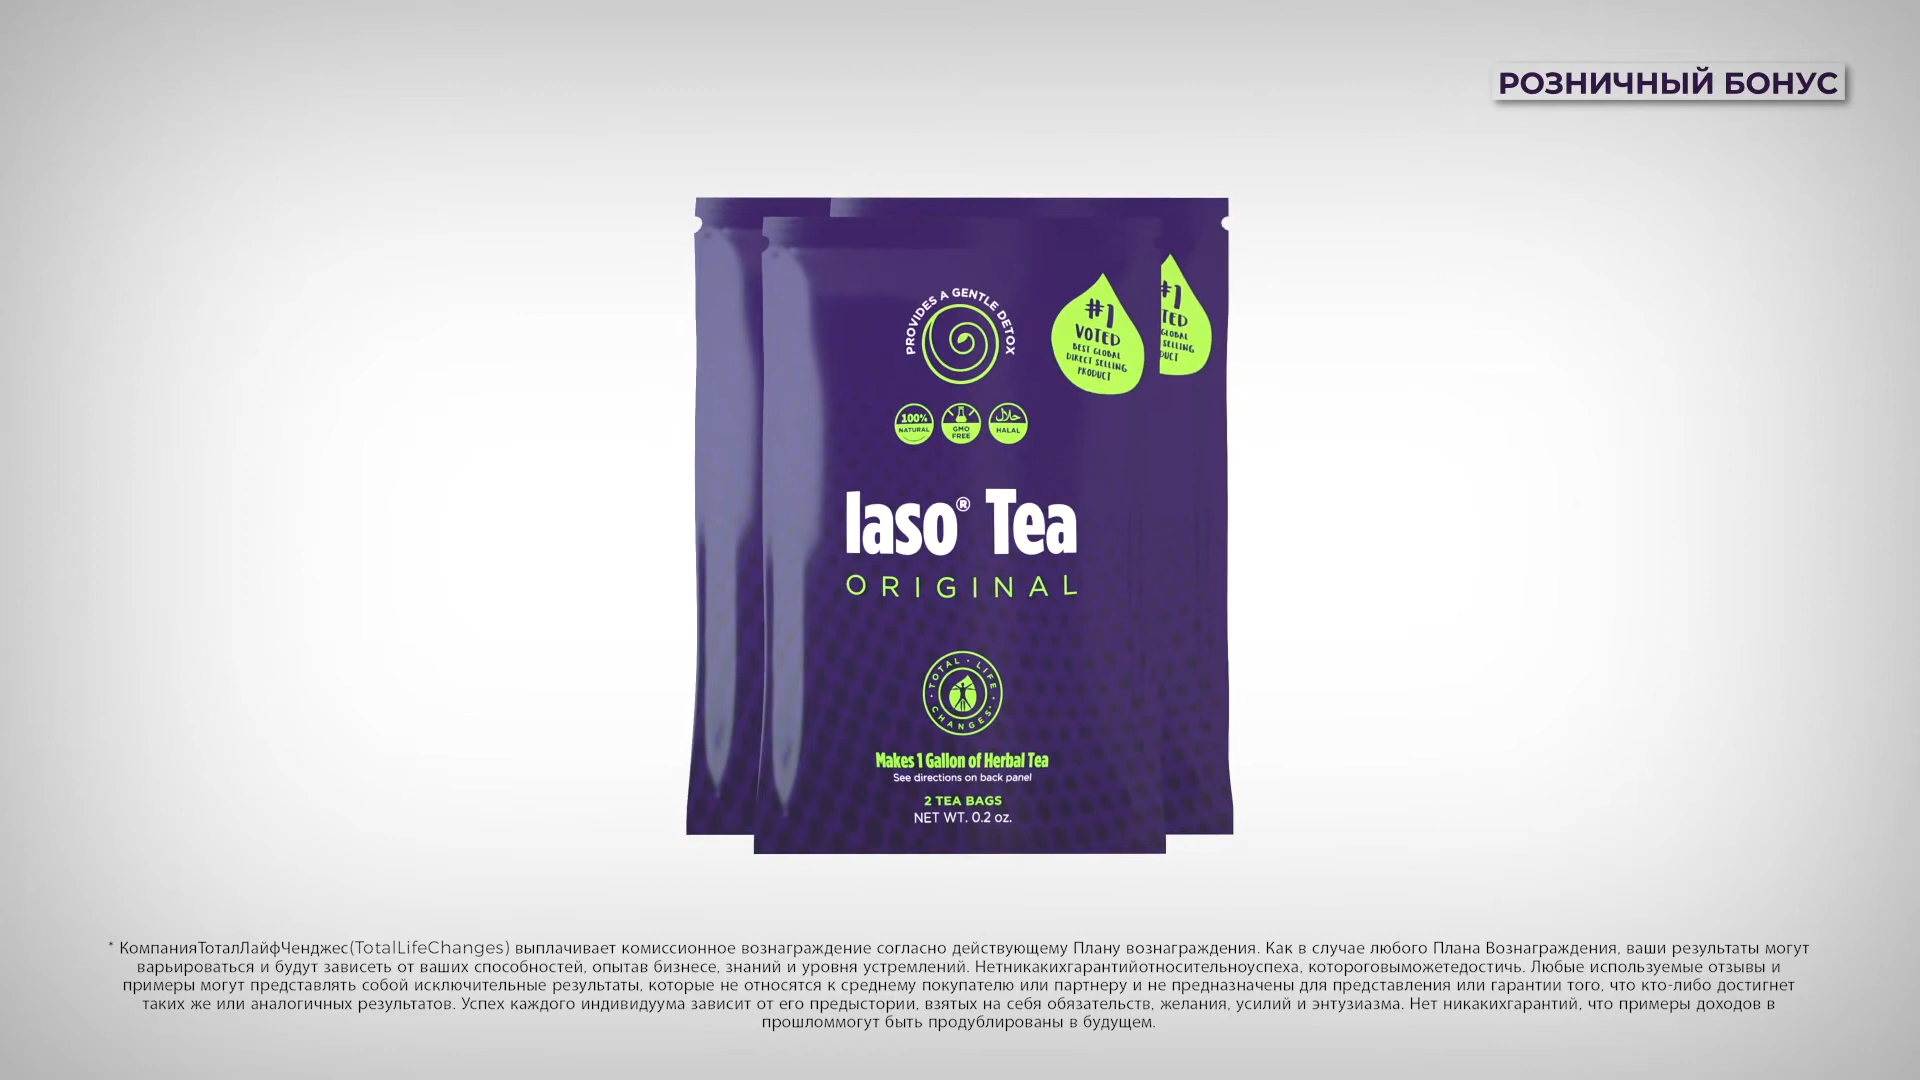 РОЗНИЧНЫЙ БОНУС
PROVIDES A GENTLE DETOX
#1
VOTED
BEST GLOBAL
DIRECT SELLING
PRODUCT
#1
TED
GLOBAL
SELLING
DUCT
100%
NATURAL
GMO
FREE
حلال
HALAL
Iaso® Tea
ORIGINAL
TOTAL · LIFE
CHANGES
Makes 1 Gallon of Herbal Tea
See directions on back panel
2 TEA BAGS
NET WT. 0.2 oz.
* КомпанияТоталЛайфЧенджес(TotalLifeChanges) выплачивает комиссионное вознаграждение согласно действующему Плану вознаграждения. Как в случае любого Плана Вознаграждения, ваши результаты могут
варьироваться и будут зависеть от ваших способностей, опытав бизнесе, знаний и уровня устремлений. Нетникакихгарантийотносительноуспеха, котороговыможетедостичь. Любые используемые отзывы и
примеры могут представлять собой исключительные результаты, которые не относятся к среднему покупателю или партнеру и не предназначены для представления или гарантии того, что кто-либо достигнет
таких же или аналогичных результатов. Успех каждого индивидуума зависит от его предыстории, взятых на себя обязательств, желания, усилий и энтузиазма. Нет никакихгарантий, что примеры доходов в
прошломмогут быть продублированы в будущем.